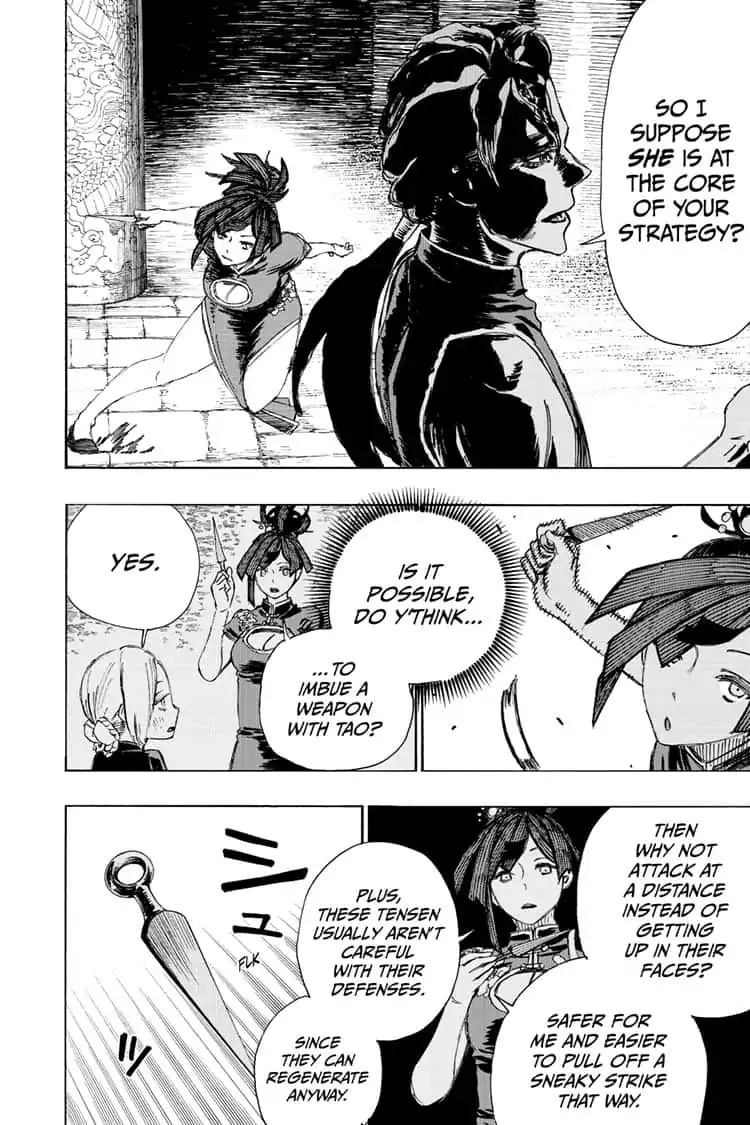 SO I
SUPPOSE
SHE IS AT
THE CORE
OF YOUR
STRATEGY?
IS IT
POSSIBLE,
DO Y'THINK...
...TO
IMBUE A
WEAPON
WITH TAO?
YES.
THEN
WHY NOT
ATTACK AT
A DISTANCE
INSTEAD OF
GETTING
UP IN THEIR
FACES?
SAFER FOR
ME AND EASIER
TO PULL OFF A
SNEAKY STRIKE
THAT WAY.
PLUS,
THESE TENSEN
USUALLY AREN'T
CAREFUL
WITH THEIR
DEFENSES.
SINCE
THEY CAN
REGENERATE
ANYWAY.
ミュッ
FLK